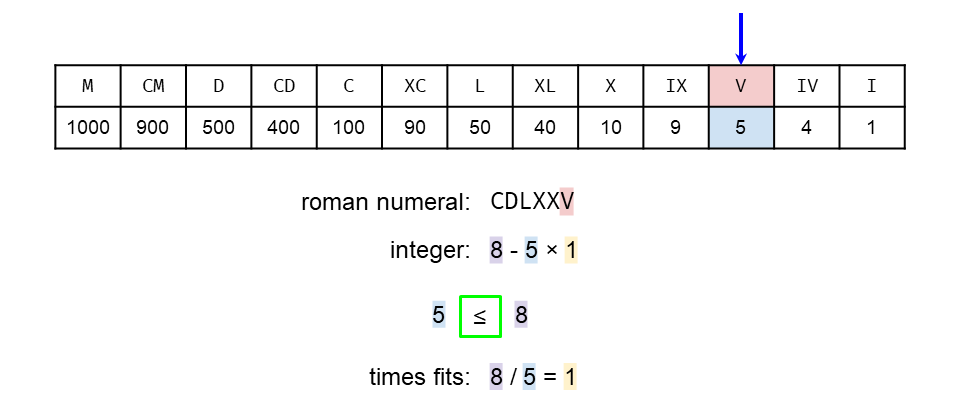 M CM D CD C XC L XL X IX V IV I
1000 900 500 400 100 90 50 40 10 9 5 4 1
roman numeral: CDLXXV
integer: 8 - 5 × 1
5 ≤ 8
times fits: 8 / 5 = 1